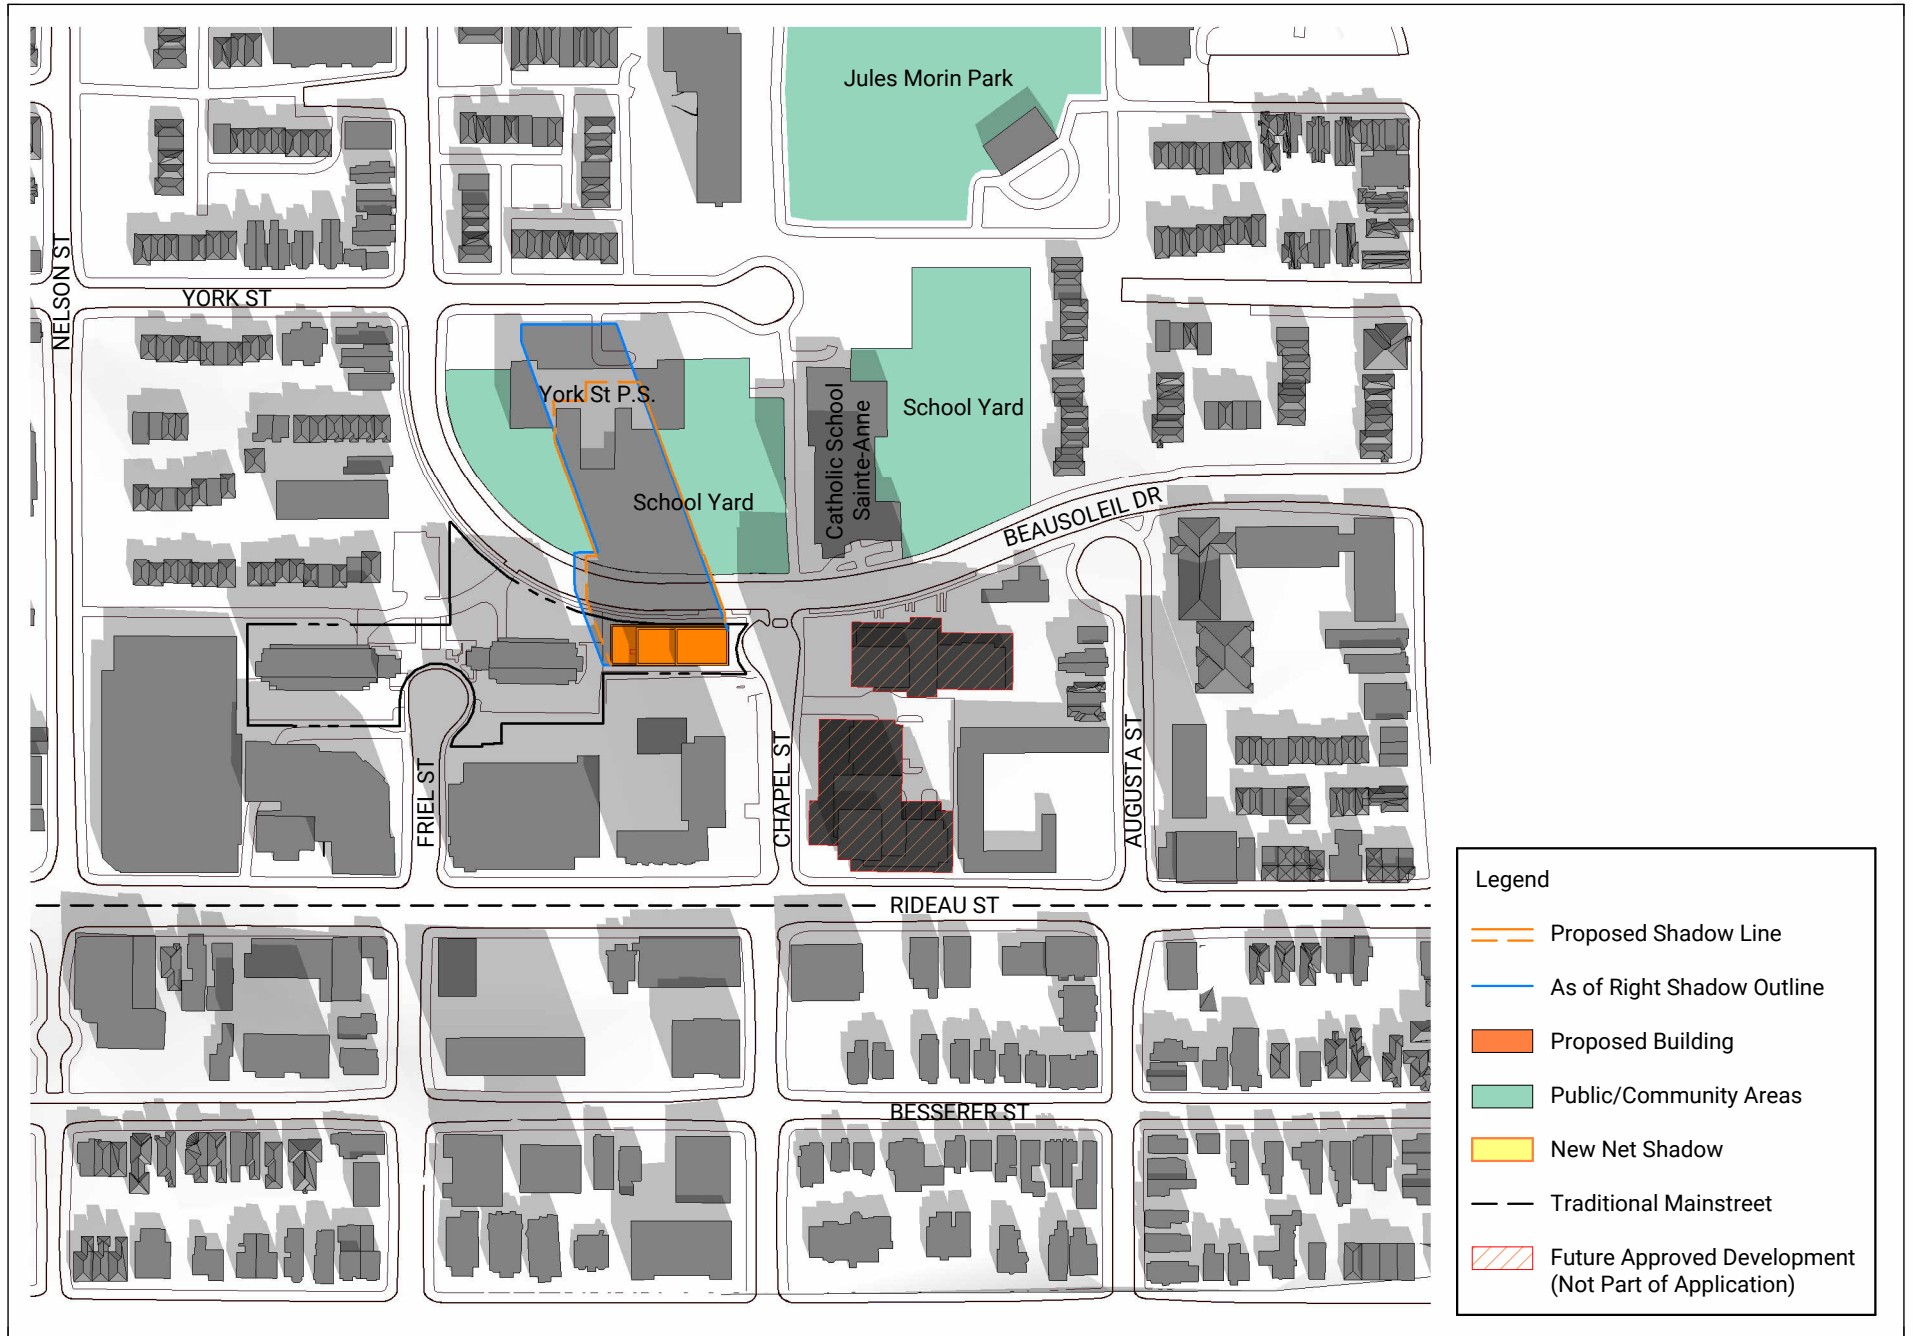 Jules Morin Park
NELSON ST
YORK ST
York St P.S.
School Yard
Catholic School
Sainte-Anne
School Yard
BEAUSOLEIL DR
FRIEL ST
CHAPEL ST
AUGUSTA ST
RIDEAU ST
BESSERER ST
Legend
Proposed Shadow Line
As of Right Shadow Outline
Proposed Building
Public/Community Areas
New Net Shadow
Traditional Mainstreet
Future Approved Development
(Not Part of Application)